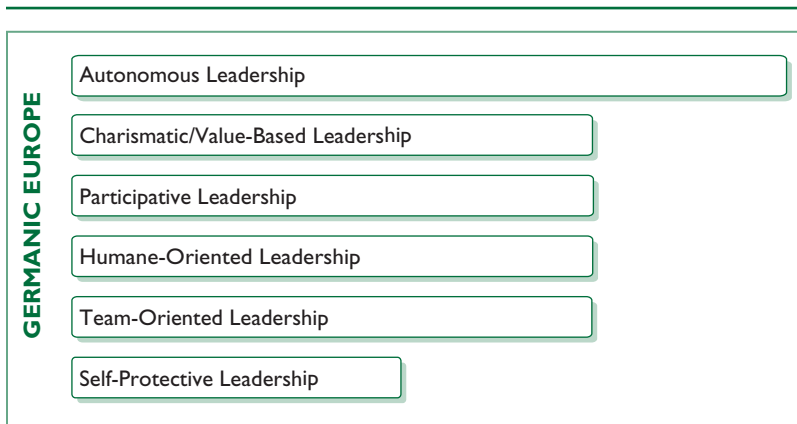 GERMANIC EUROPE
Autonomous Leadership
Charismatic/Value-Based Leadership
Participative Leadership
Humane-Oriented Leadership
Team-Oriented Leadership
Self-Protective Leadership